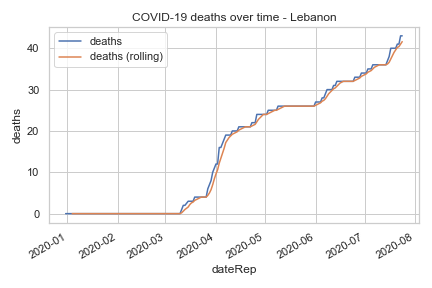 COVID-19 deaths over time - Lebanon
deaths
deaths (rolling)
deaths
40
30
20
10
0
2020-01
2020-02
2020-03
2020-04
2020-05
2020-06
2020-07
2020-08
dateRep